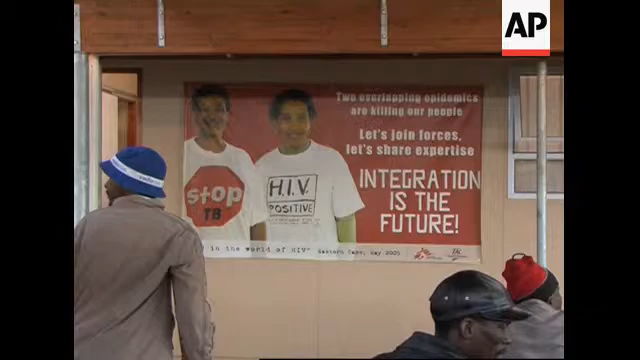 AP
Two overlapping epidemics
are killing our people
Let's join forces,
let's share expertise
INTEGRATION
IS THE
FUTURE!
STOP
TB
H.I.V.
POSITIVE
in the world of HIV" Eastern Cape, May 2005